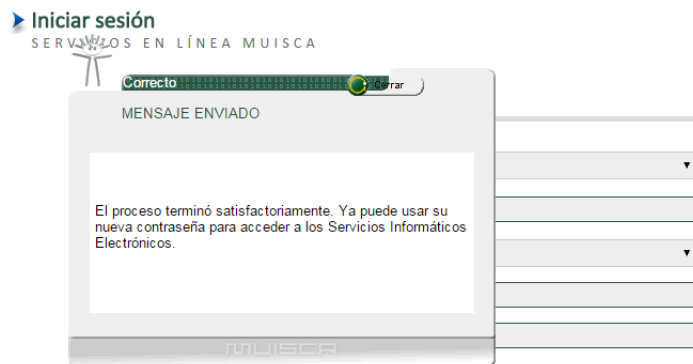 Iniciar sesión
SERVICIOS EN LÍNEA MUISCA
Correcto
Cerrar
MENSAJE ENVIADO
El proceso terminó satisfactoriamente. Ya puede usar su
nueva contraseña para acceder a los Servicios Informáticos
Electrónicos.
MUISCA